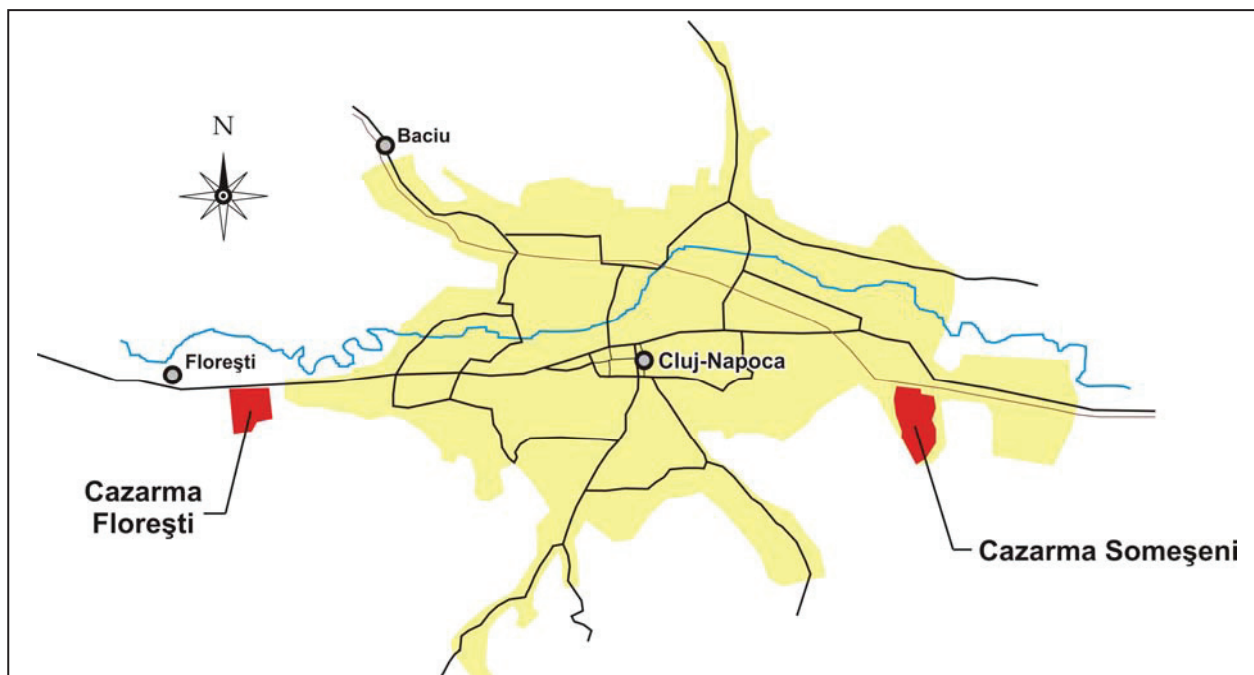 N
Baciu
Floreşti
Cluj-Napoca
Cazarma
Floreşti
Cazarma Someşeni